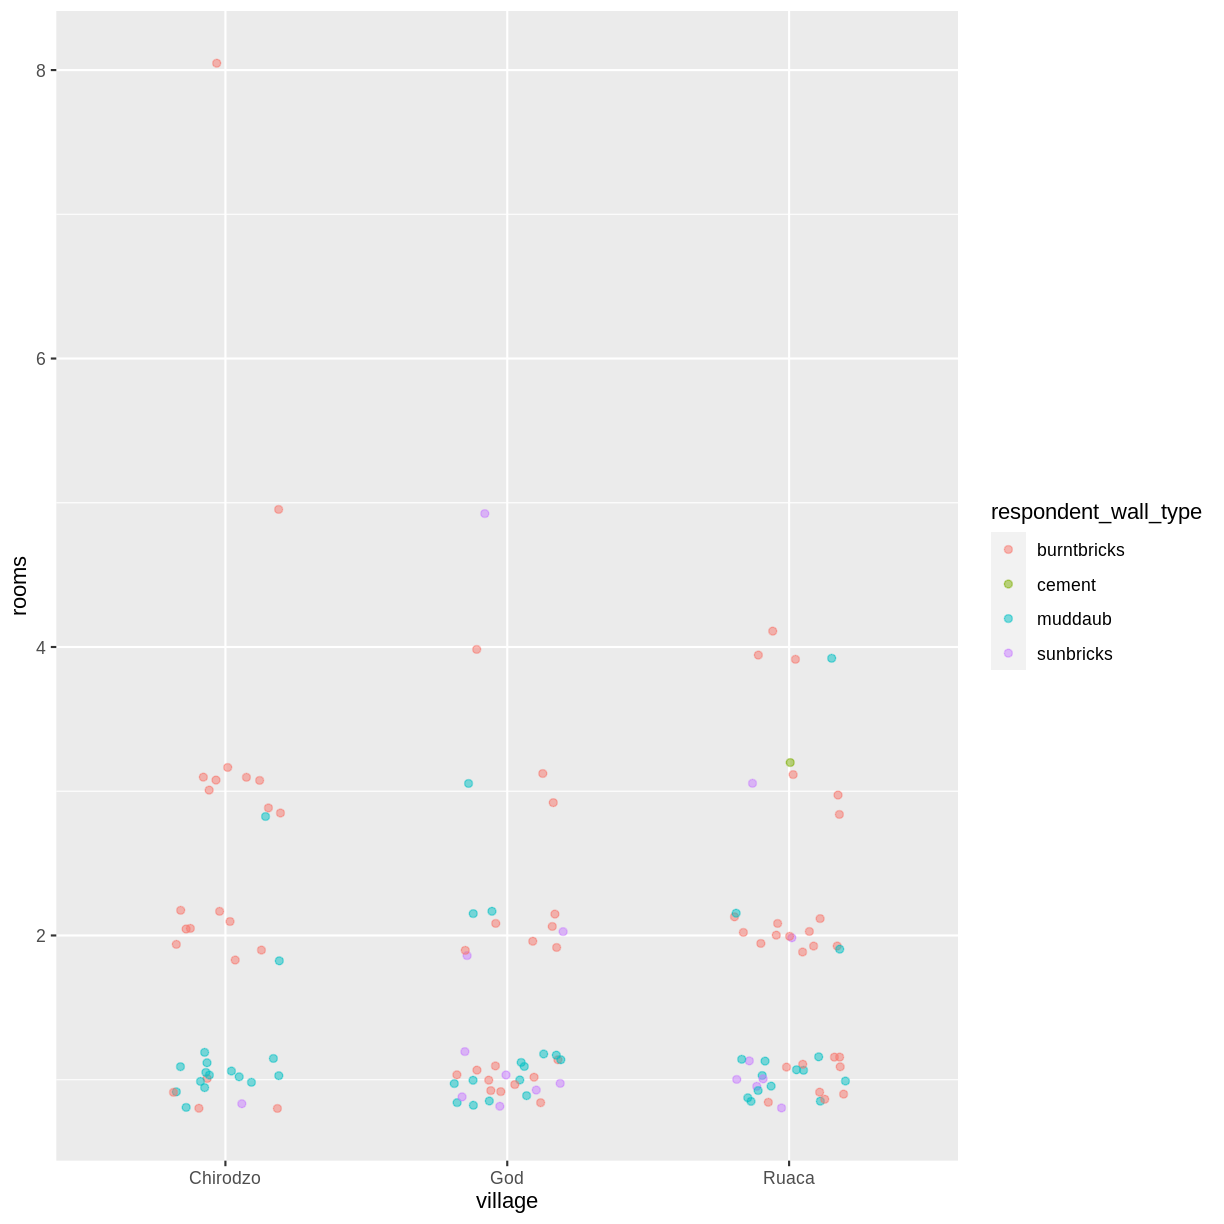 8
6
4
2
rooms
Chirodzo
God
Ruaca
village
respondent_wall_type
burntbricks
cement
muddaub
sunbricks